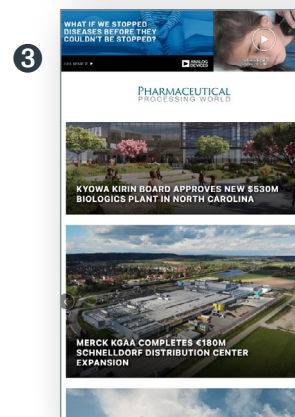 3
WHAT IF WE STOPPED
DISEASES BEFORE THEY
COULDN'T BE STOPPED?
ANALOG
DEVICES
PHARMACEUTICAL
PROCESSING WORLD
KYOWA KIRIN BOARD APPROVES NEW $530M
BIOLOGICS PLANT IN NORTH CAROLINA
MERCK KGAA COMPLETES €180M
SCHNELLDORF DISTRIBUTION CENTER
EXPANSION